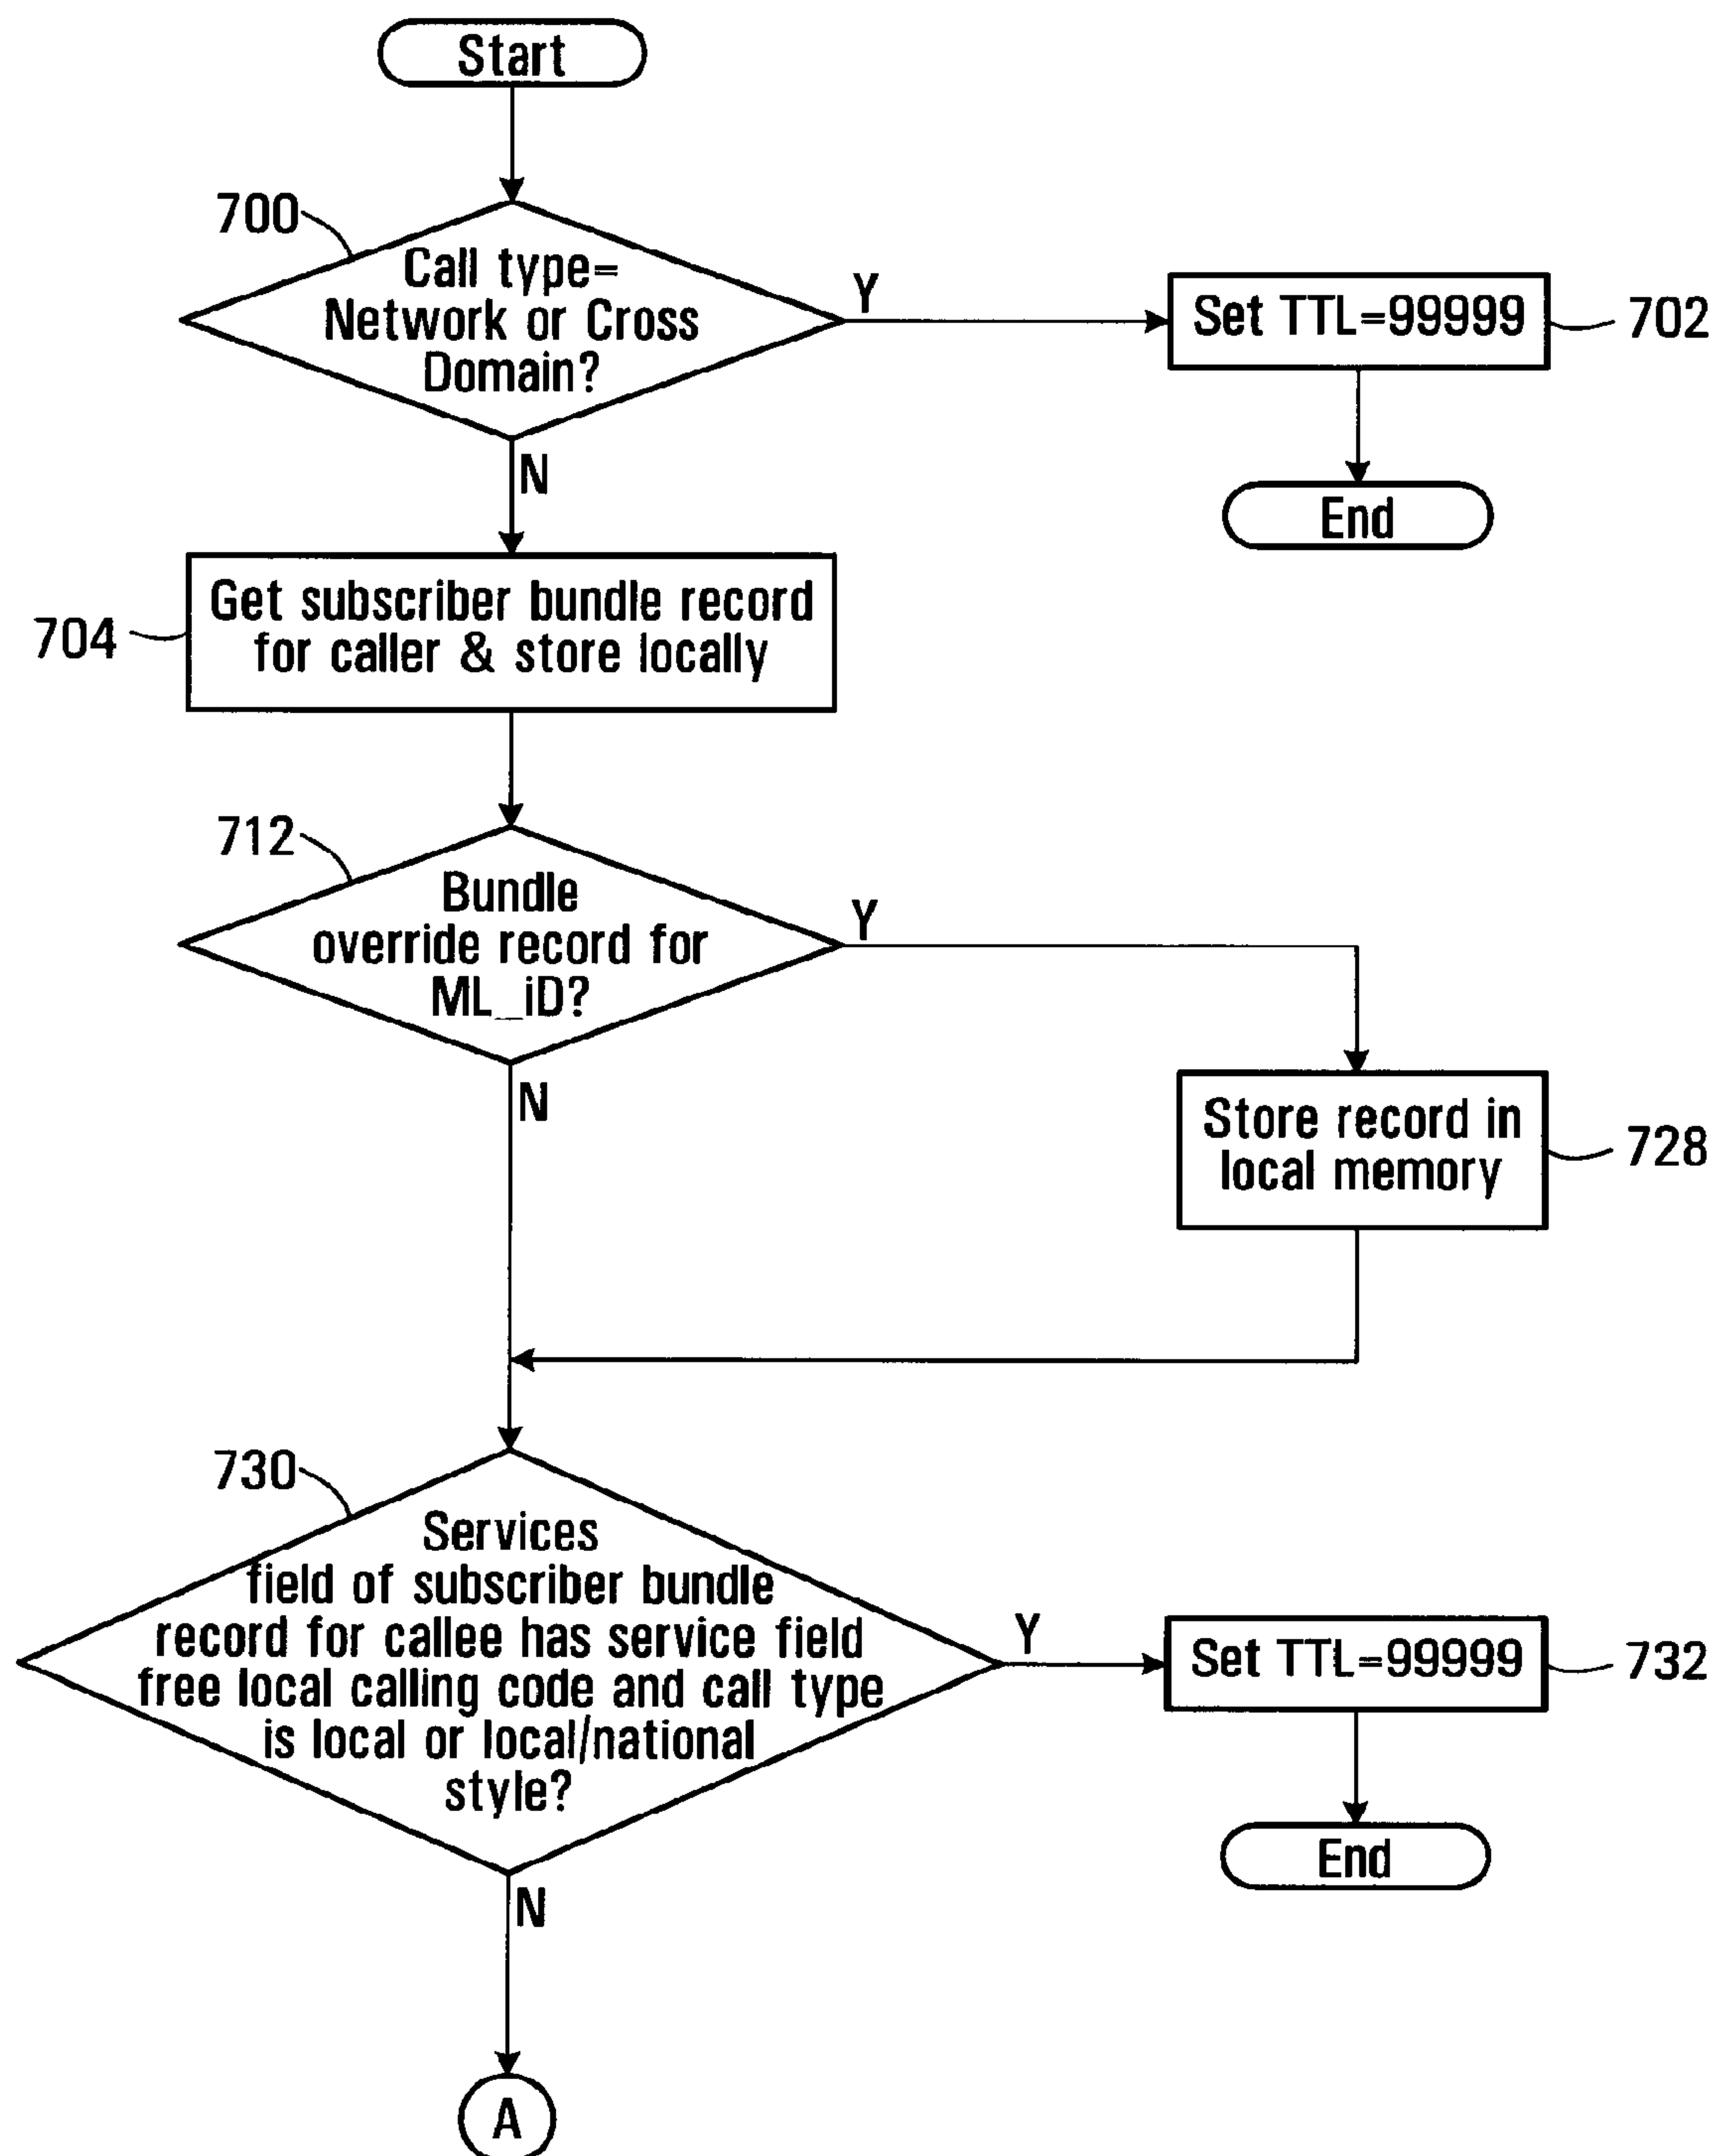 Start
700
Call type=
Network or Cross
Domain?
Y
Set TTL=99999
702
End
N
704
Get subscriber bundle record
for caller & store locally
712
Bundle
override record for
ML_iD?
Y
N
Store record in
local memory
728
730
Services
field of subscriber bundle
record for callee has service field
free local calling code and call type
is local or local/national
style?
Y
Set TTL=99999
732
End
N
A